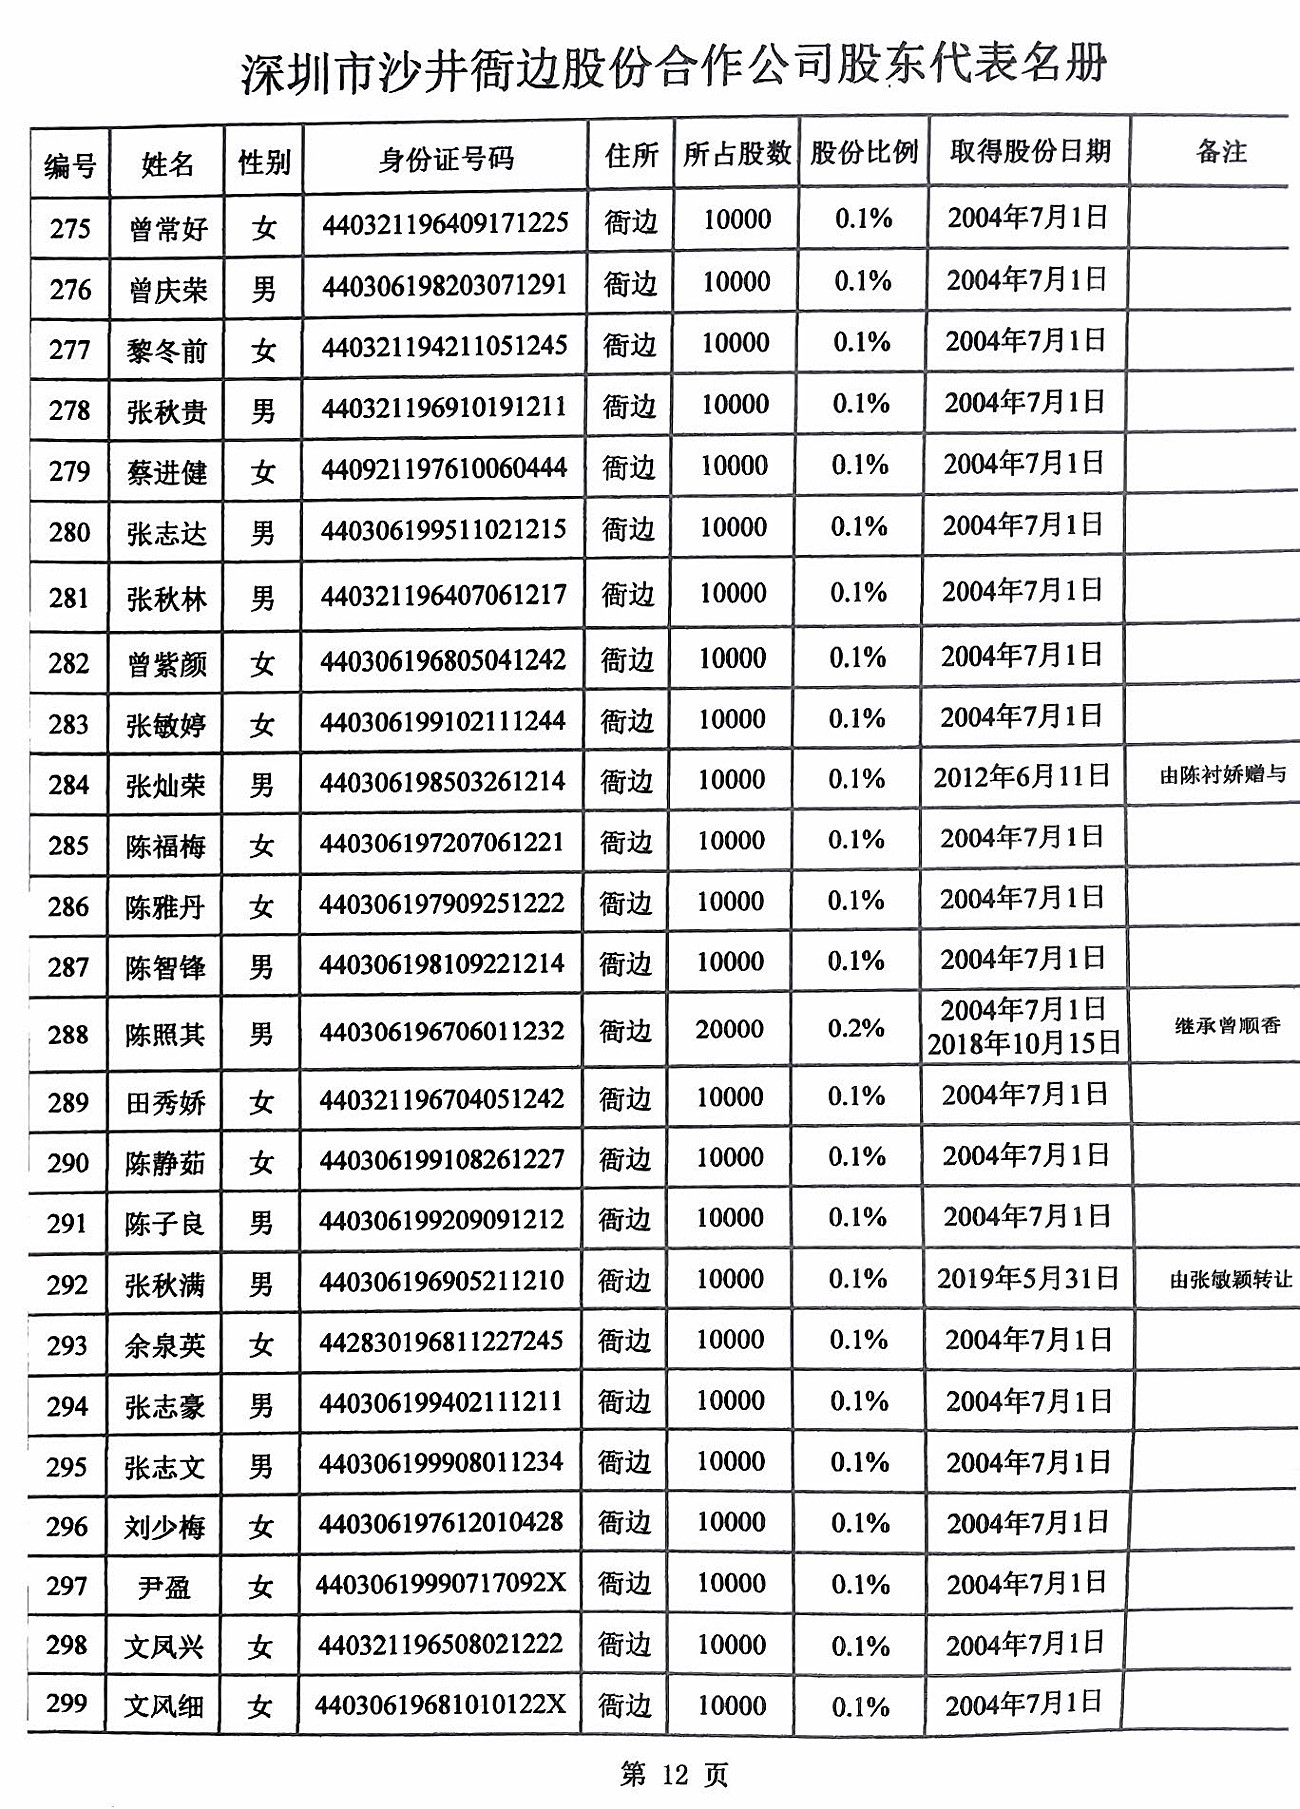 深圳市沙井衙边股份合作公司股东代表名册
编号 姓名 性别 身份证号码 住所 所占股数 股份比例 取得股份日期 备注
275 曾常好 女 440321196409171225 衙边 10000 0.1% 2004年7月1日
276 曾庆荣 男 440306198203071291 衙边 10000 0.1% 2004年7月1日
277 黎冬前 女 440321194211051245 衙边 10000 0.1% 2004年7月1日
278 张秋贵 男 440321196910191211 衙边 10000 0.1% 2004年7月1日
279 蔡进健 女 440921197610060444 衙边 10000 0.1% 2004年7月1日
280 张志达 男 440306199511021215 衙边 10000 0.1% 2004年7月1日
281 张秋林 男 440321196407061217 衙边 10000 0.1% 2004年7月1日
282 曾紫颜 女 440306196805041242 衙边 10000 0.1% 2004年7月1日
283 张敏婷 女 440306199102111244 衙边 10000 0.1% 2004年7月1日
284 张灿荣 男 440306198503261214 衙边 10000 0.1% 2012年6月11日 由陈衬娇赠与
285 陈福梅 女 440306197207061221 衙边 10000 0.1% 2004年7月1日
286 陈雅丹 女 440306197909251222 衙边 10000 0.1% 2004年7月1日
287 陈智锋 男 440306198109221214 衙边 10000 0.1% 2004年7月1日
288 陈照其 男 440306196706011232 衙边 20000 0.2% 2004年7月1日 继承曾顺香
2018年10月15日
289 田秀娇 女 440321196704051242 衙边 10000 0.1% 2004年7月1日
290 陈静茹 女 440306199108261227 衙边 10000 0.1% 2004年7月1日
291 陈子良 男 440306199209091212 衙边 10000 0.1% 2004年7月1日
292 张秋满 男 440306196905211210 衙边 10000 0.1% 2019年5月31日 由张敏颖转让
293 余泉英 女 442830196811227245 衙边 10000 0.1% 2004年7月1日
294 张志豪 男 440306199402111211 衙边 10000 0.1% 2004年7月1日
295 张志文 男 440306199908011234 衙边 10000 0.1% 2004年7月1日
296 刘少梅 女 440306197612010428 衙边 10000 0.1% 2004年7月1日
297 尹盈 女 44030619990717092X 衙边 10000 0.1% 2004年7月1日
298 文凤兴 女 440321196508021222 衙边 10000 0.1% 2004年7月1日
299 文凤细 女 44030619681010122X 衙边 10000 0.1% 2004年7月1日
第 12 页